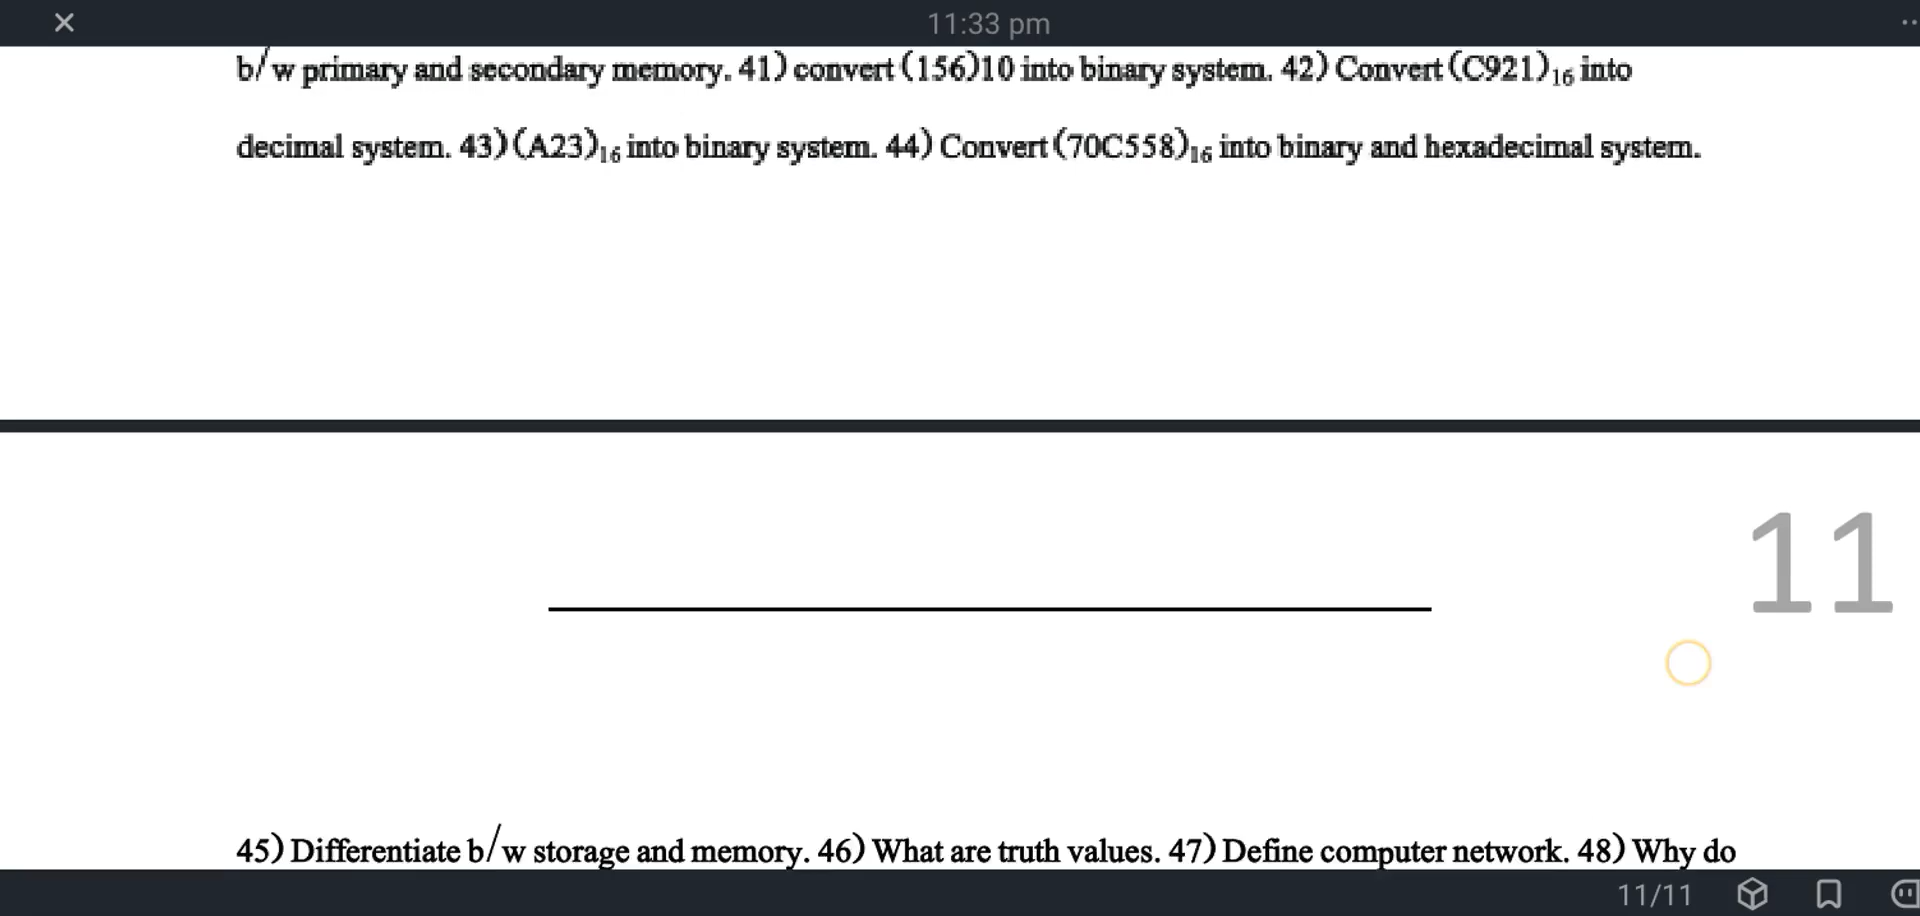 11:33 pm
b/w primary and secondary memory. 41) convert (156)10 into binary system. 42) Convert (C921)₁₆ into
decimal system. 43) (A23)₁₆ into binary system. 44) Convert (70C558)₁₆ into binary and hexadecimal system.
11
45) Differentiate b/w storage and memory. 46) What are truth values. 47) Define computer network. 48) Why do
11/11